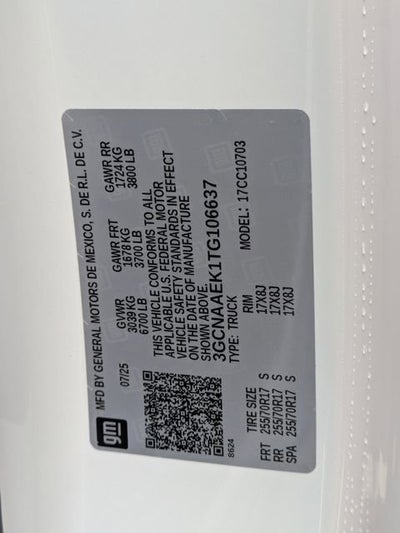 gm
MFD BY GENERAL MOTORS DE MEXICO, S. DE R.L. DE C.V.
07/25
GVWR GAWR FRT GAWR RR
3039 KG 1678 KG 1724 KG
6700 LB 3700 LB 3800 LB
THIS VEHICLE CONFORMS TO ALL
APPLICABLE U.S. FEDERAL MOTOR
VEHICLE SAFETY STANDARDS IN EFFECT
ON THE DATE OF MANUFACTURE
SHOWN ABOVE.
3GCNAAEK1TG106637
TYPE: TRUCK MODEL: 17CC10703
8624
TIRE SIZE RIM
FRT 255/70R17 S 17X8J
RR 255/70R17 S 17X8J
SPA 255/70R17 S 17X8J